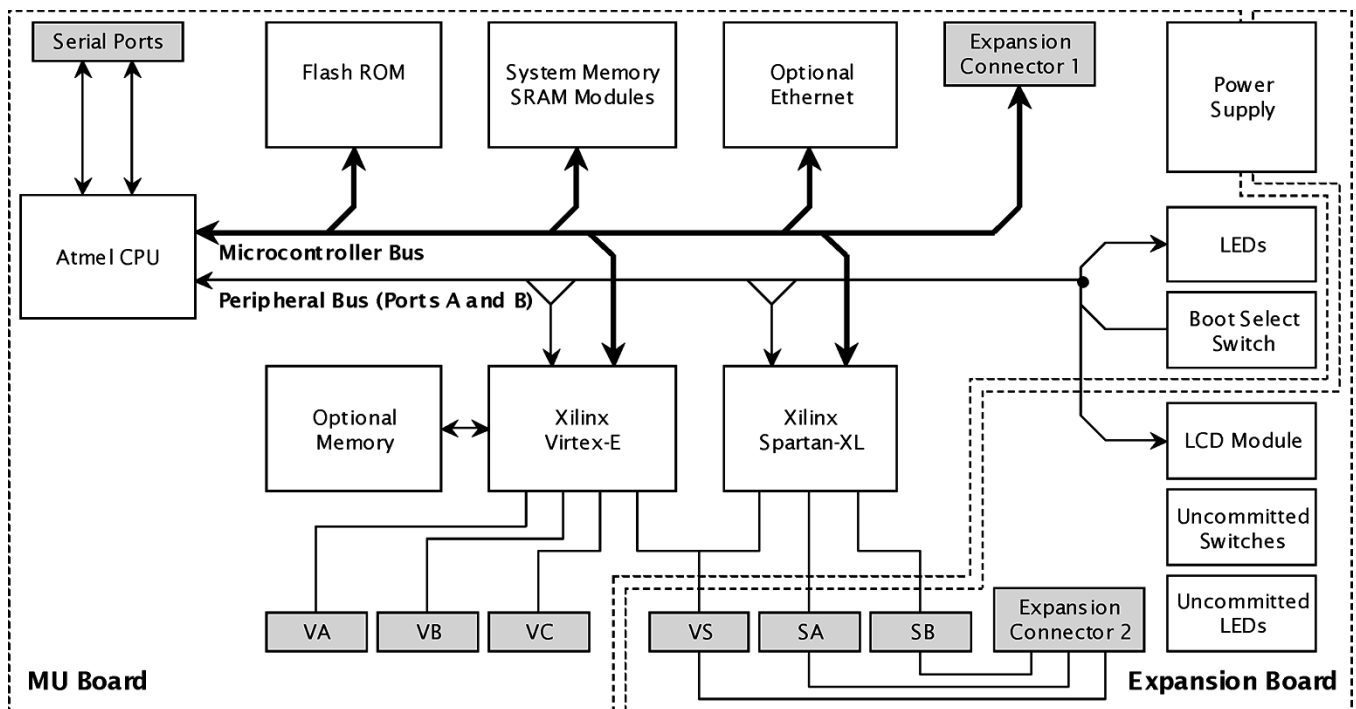 Serial Ports
Flash ROM
System Memory
SRAM Modules
Optional
Ethernet
Expansion
Connector 1
Power
Supply
Atmel CPU
Microcontroller Bus
Peripheral Bus (Ports A and B)
LEDs
Boot Select
Switch
Optional
Memory
Xilinx
Virtex-E
Xilinx
Spartan-XL
LCD Module
Uncommitted
Switches
Uncommitted
LEDs
VA
VB
VC
VS
SA
SB
Expansion
Connector 2
MU Board
Expansion Board